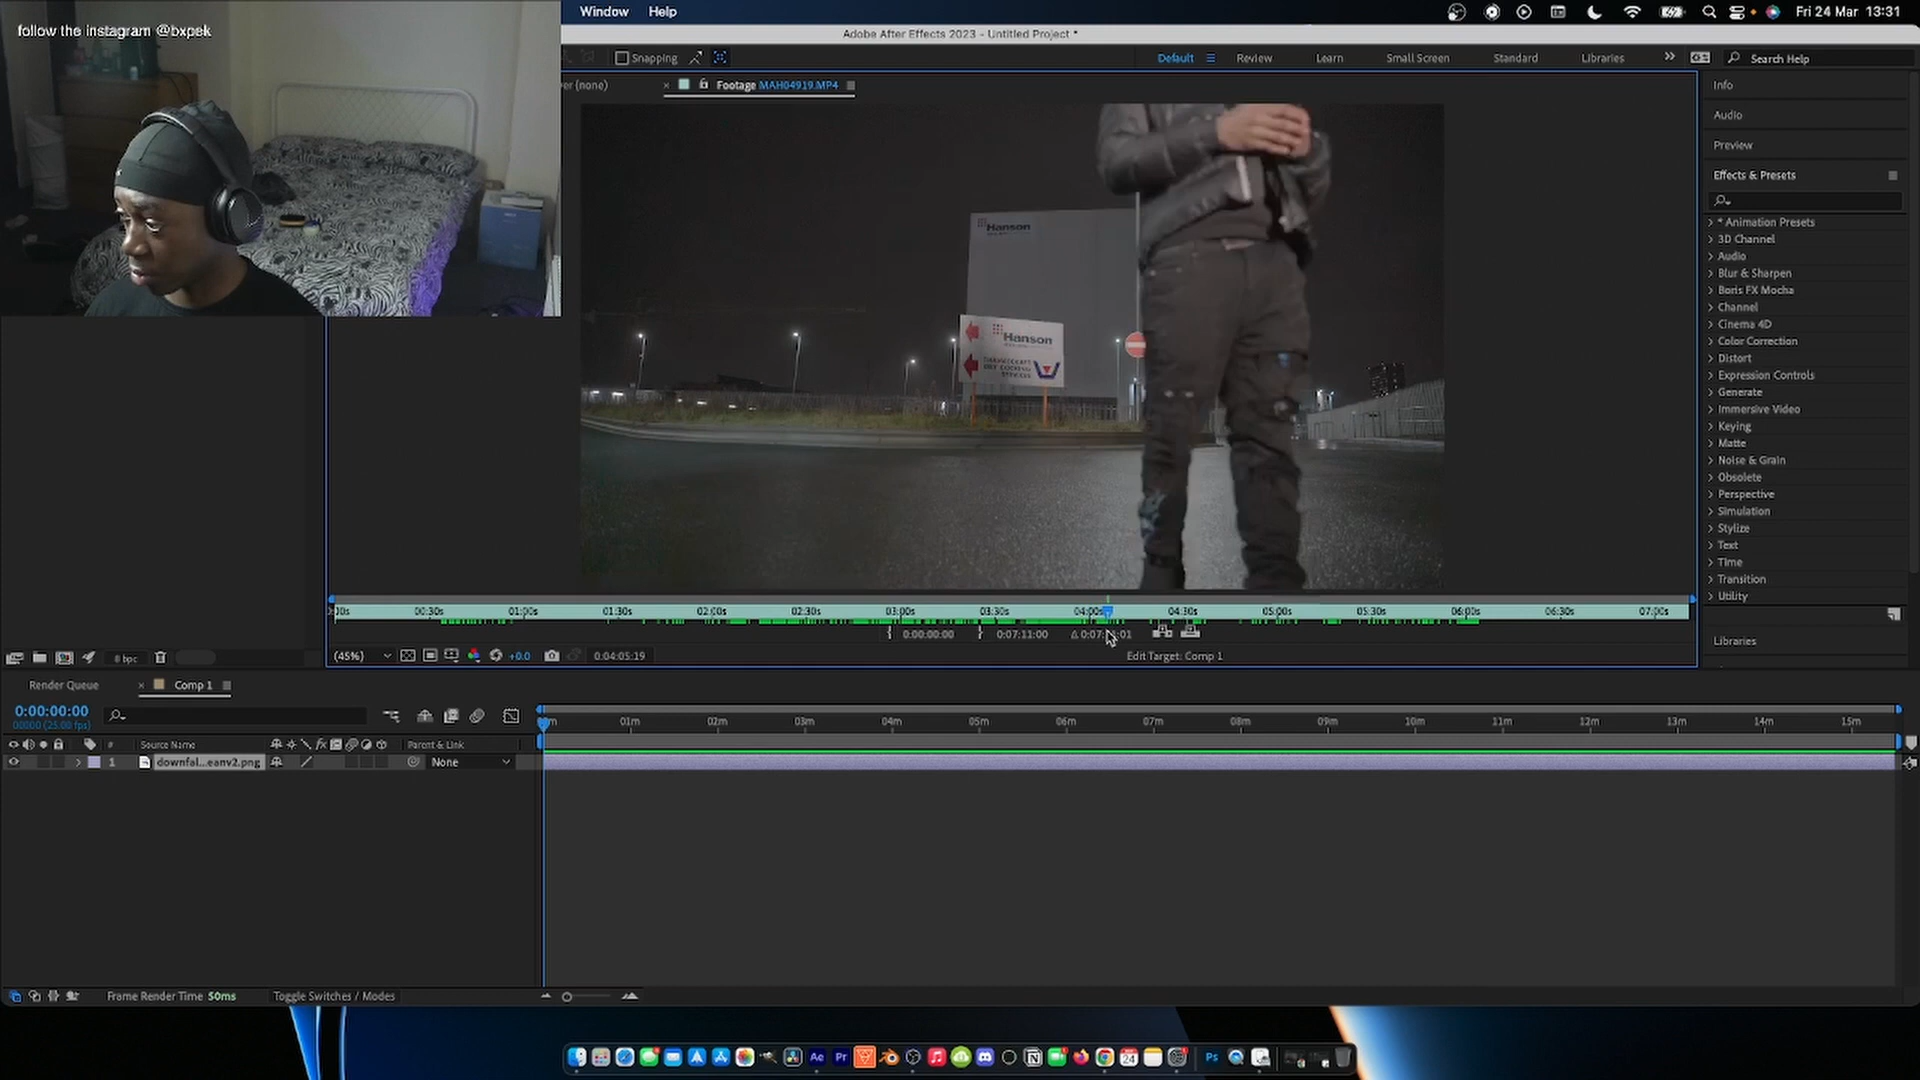 follow the instagram @bxpek
Window Help
Fri 24 Mar 13:31
Adobe After Effects 2023 - Untitled Project *
Snapping
Default Review Learn Small Screen Standard Libraries
Search Help
er (none)
Footage MAH04919.MP4
Hanson
Hanson
Info
Audio
Preview
Effects & Presets
* Animation Presets
3D Channel
Audio
Blur & Sharpen
Boris FX Mocha
Channel
Cinema 4D
Color Correction
Distort
Expression Controls
Generate
Immersive Video
Keying
Matte
Noise & Grain
Obsolete
Perspective
Simulation
Stylize
Text
Time
Transition
Utility
Libraries
00s 00:30s 01:00s 01:30s 02:00s 02:30s 03:00s 03:30s 04:00s 04:30s 05:00s 05:30s 06:00s 06:30s 07:00s
0:00:00:00 0:07:11:00
8 bpc
(45%) +0.0 0:04:05:19
Edit Target: Comp 1
Render Queue
Comp 1
0:00:00:00
00000 (25.00 fps)
01m 02m 03m 04m 05m 06m 07m 08m 09m 10m 11m 12m 13m 14m 15m
# Source Name fx Parent & Link
1 downfal...eanv2.png None
Frame Render Time 50ms
Toggle Switches / Modes
Ae Pr 24 Ps